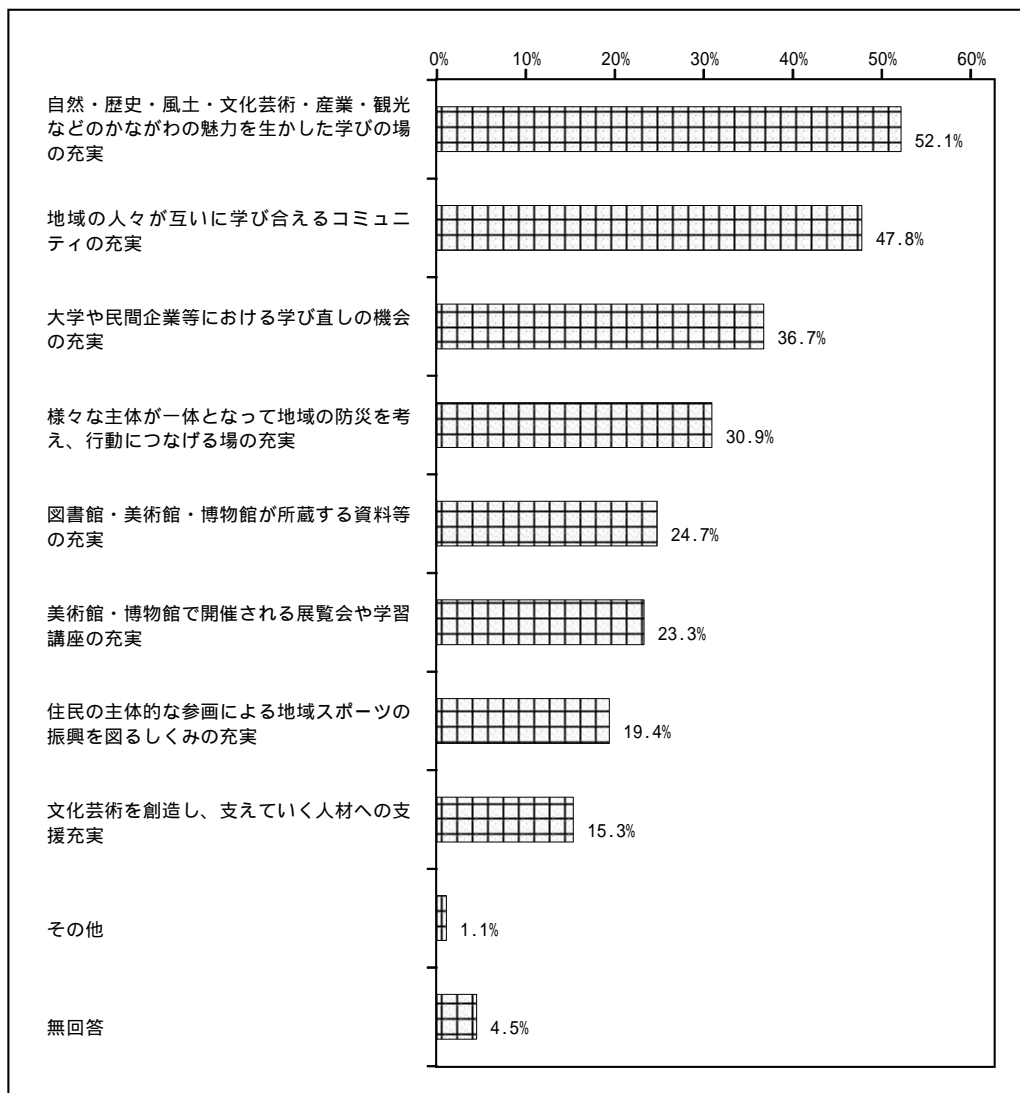 0% 10% 20% 30% 40% 50% 60%
自然・歴史・風土・文化芸術・産業・観光
などのかながわの魅力を生かした学びの場
の充実
52.1%
地域の人々が互いに学び合えるコミュニ
ティの充実
47.8%
大学や民間企業等における学び直しの機会
の充実
36.7%
様々な主体が一体となって地域の防災を考
え、行動につなげる場の充実
30.9%
図書館・美術館・博物館が所蔵する資料等
の充実
24.7%
美術館・博物館で開催される展覧会や学習
講座の充実
23.3%
住民の主体的な参画による地域スポーツの
振興を図るしくみの充実
19.4%
文化芸術を創造し、支えていく人材への支
援充実
15.3%
その他
1.1%
無回答
4.5%